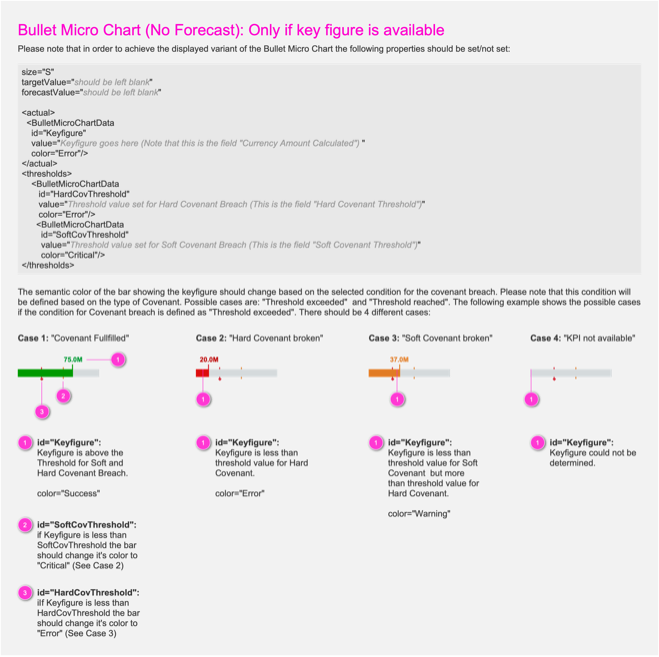 Bullet Micro Chart (No Forecast): Only if key figure is available
Please note that in order to achieve the displayed variant of the Bullet Micro Chart the following properties should be set/not set:
size="S"
targetValue="should be left blank"
forecastValue="should be left blank"
<actual>
<BulletMicroChartData
id="Keyfigure"
value="Keyfigure goes here (Note that this is the field "Currency Amount Calculated") "
color="Error"/>
</actual>
<thresholds>
<BulletMicroChartData
id="HardCovThreshold"
value="Threshold value set for Hard Covenant Breach (This is the field "Hard Covenant Threshold")"
color="Error"/>
<BulletMicroChartData
id="SoftCovThreshold"
value="Threshold value set for Soft Covenant Breach (This is the field "Soft Covenant Threshold")"
color="Critical"/>
</thresholds>
The semantic color of the bar showing the keyfigure should change based on the selected condition for the covenant breach. Please note that this condition will
be defined based on the type of Covenant. Possible cases are: "Threshold exceeded" and "Threshold reached". The following example shows the possible cases
if the condition for Covenant breach is defined as "Threshold exceeded". There should be 4 different cases:
Case 1: "Covenant Fullfilled"
75.0M
1
2
3
1 id="Keyfigure":
Keyfigure is above the
Threshold for Soft and
Hard Covenant Breach.
color="Success"
2 id="SoftCovThreshold":
if Keyfigure is less than
SoftCovThreshold the bar
should change it's color to
"Critical" (See Case 2)
3 id="HardCovThreshold":
iIf Keyfigure is less than
HardCovThreshold the bar
should change it's color to
"Error" (See Case 3)
Case 2: "Hard Covenant broken"
20.0M
1
1 id="Keyfigure":
Keyfigure is less than
threshold value for Hard
Covenant.
color="Error"
Case 3: "Soft Covenant broken"
37.0M
1
1 id="Keyfigure":
Keyfigure is less than
threshold value for Soft
Covenant but more
than threshold value for
Hard Covenant.
color="Warning"
Case 4: "KPI not available"
1
1 id="Keyfigure":
Keyfigure could not be
determined.